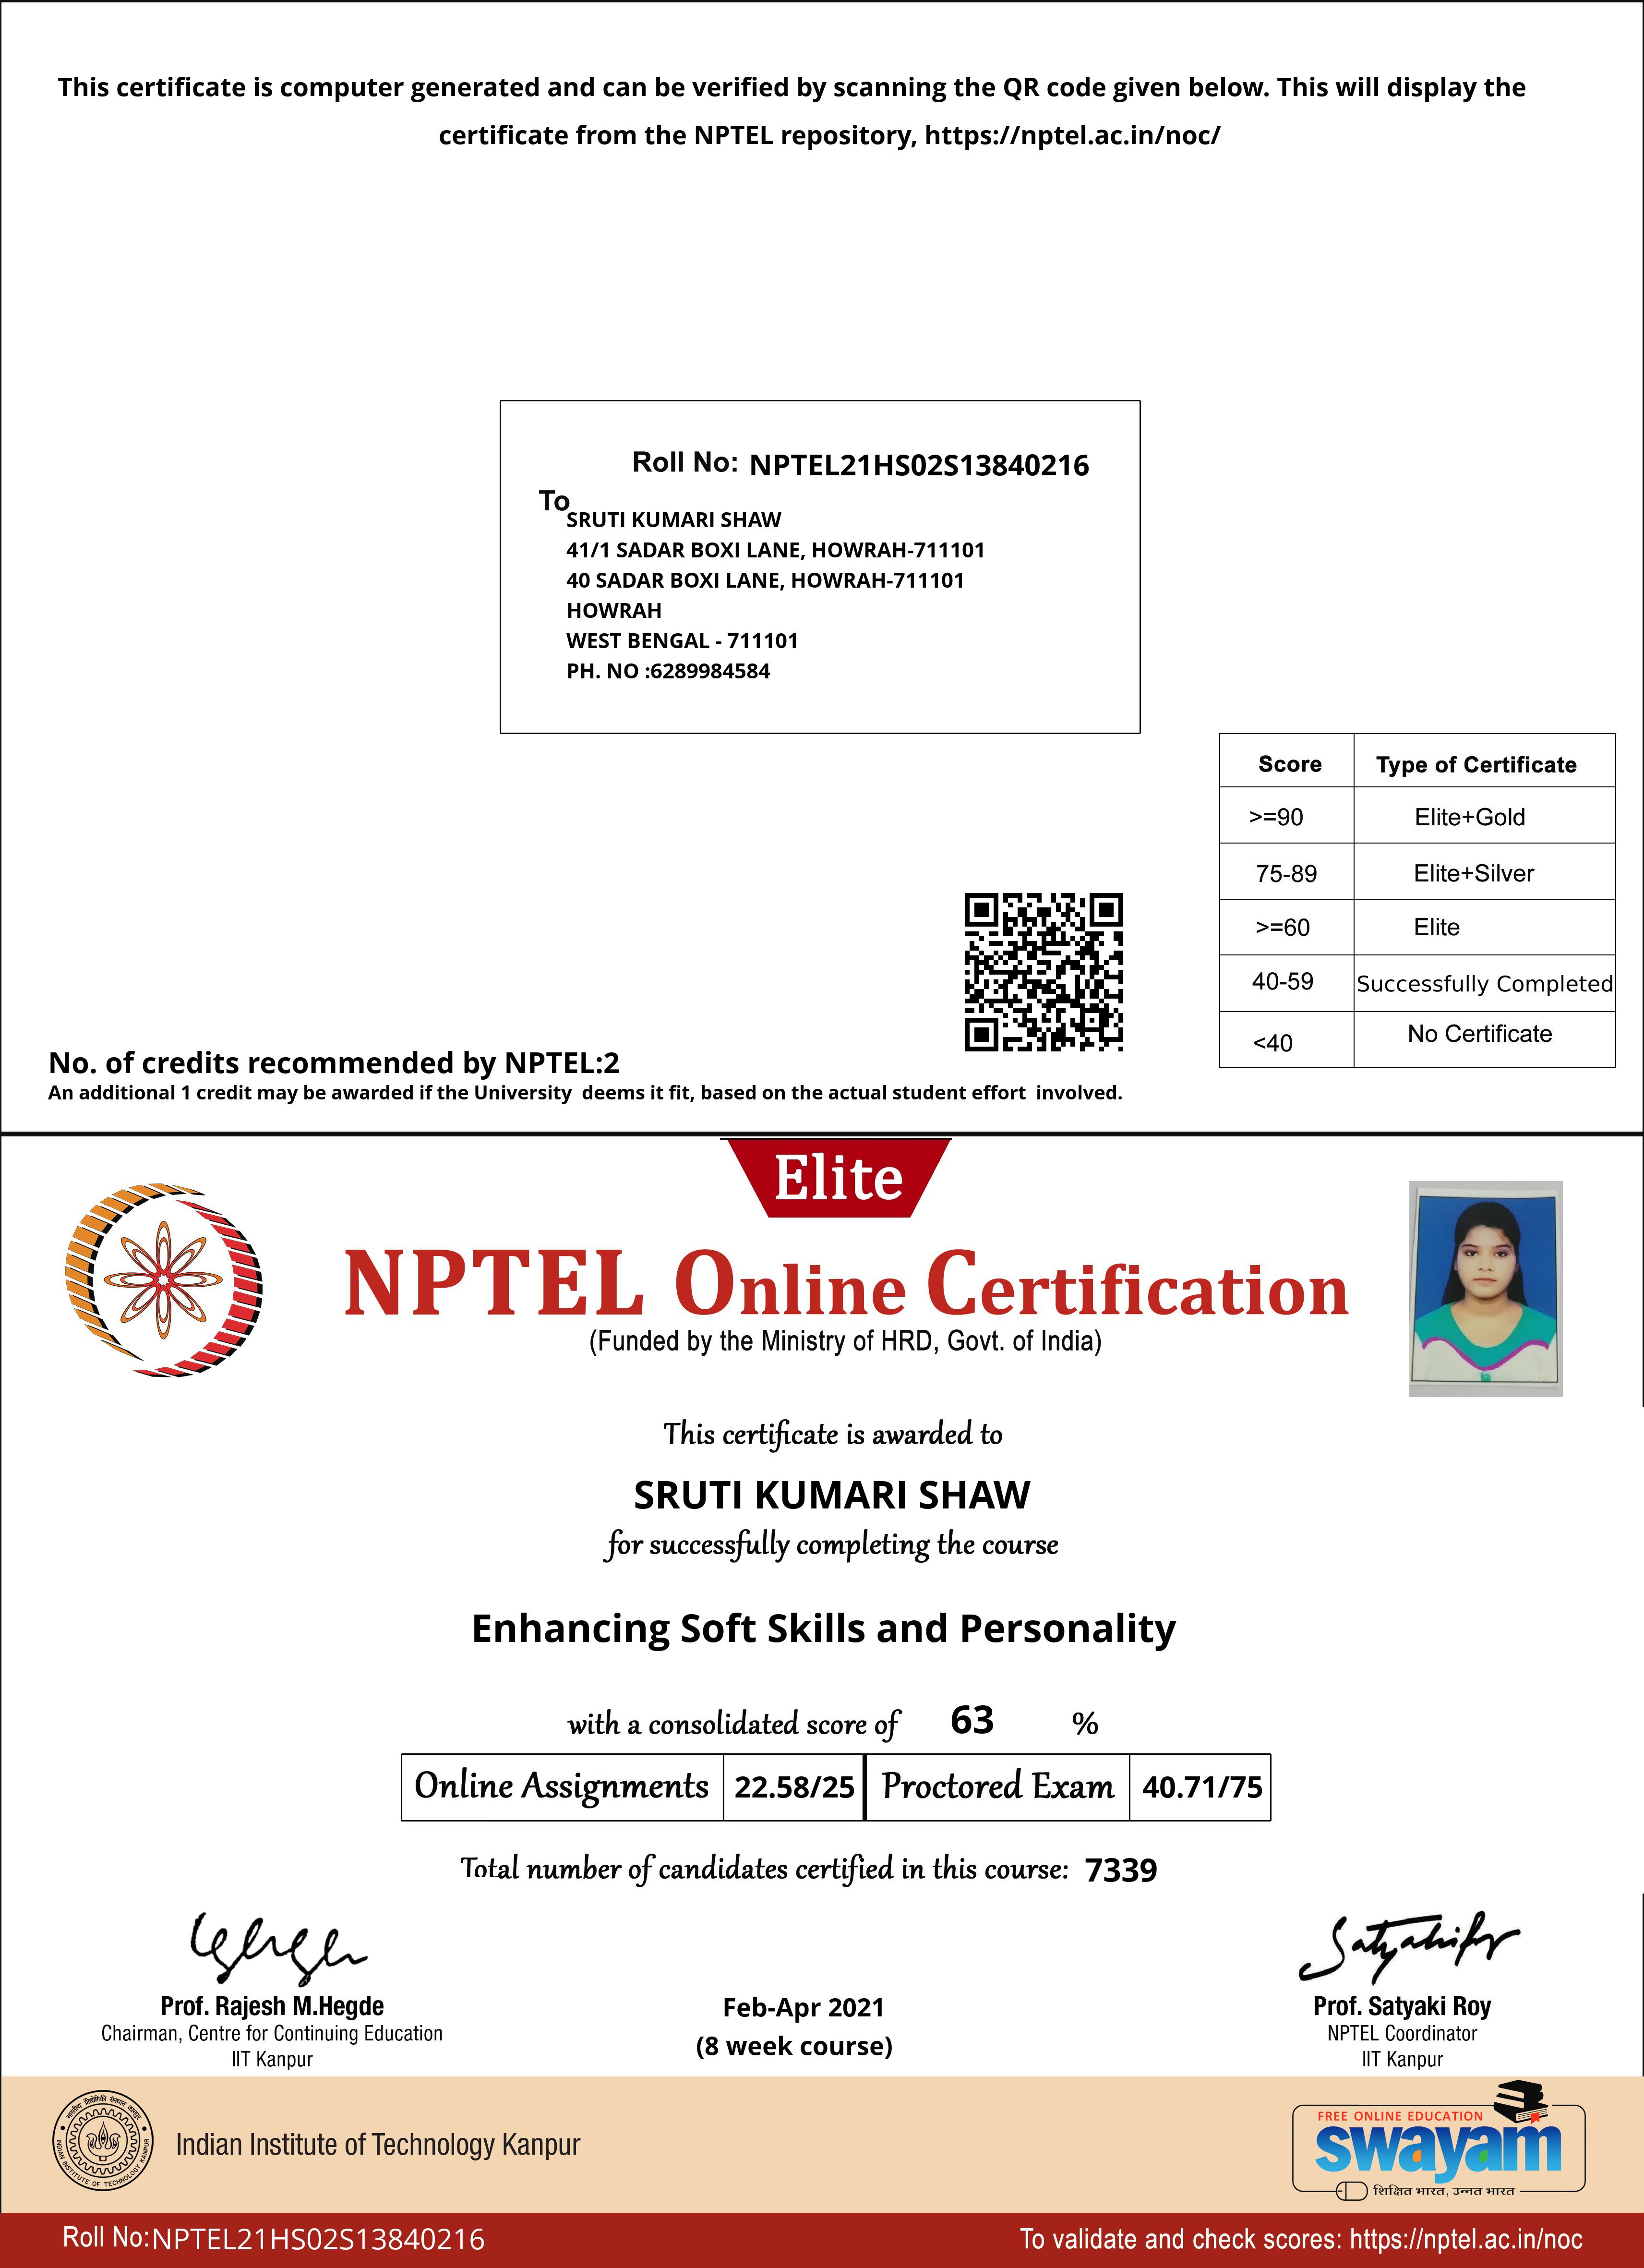 This certificate is computer generated and can be verified by scanning the QR code given below. This will display the
certificate from the NPTEL repository, https://nptel.ac.in/noc/
Roll No: NPTEL21HS02S13840216
To
SRUTI KUMARI SHAW
41/1 SADAR BOXI LANE, HOWRAH-711101
40 SADAR BOXI LANE, HOWRAH-711101
HOWRAH
WEST BENGAL - 711101
PH. NO :6289984584
Score Type of Certificate
>=90 Elite+Gold
75-89 Elite+Silver
>=60 Elite
40-59 Successfully Completed
<40 No Certificate
No. of credits recommended by NPTEL:2
An additional 1 credit may be awarded if the University deems it fit, based on the actual student effort involved.
Elite
NPTEL Online Certification
(Funded by the Ministry of HRD, Govt. of India)
This certificate is awarded to
SRUTI KUMARI SHAW
for successfully completing the course
Enhancing Soft Skills and Personality
with a consolidated score of 63 %
Online Assignments 22.58/25 Proctored Exam 40.71/75
Total number of candidates certified in this course: 7339
Prof. Rajesh M.Hegde
Chairman, Centre for Continuing Education
IIT Kanpur
Feb-Apr 2021
(8 week course)
Prof. Satyaki Roy
NPTEL Coordinator
IIT Kanpur
INDIAN INSTITUTE OF TECHNOLOGY KANPUR
Indian Institute of Technology Kanpur
FREE ONLINE EDUCATION
swayam
शिक्षित भारत, उन्नत भारत
Roll No:NPTEL21HS02S13840216
To validate and check scores: https://nptel.ac.in/noc